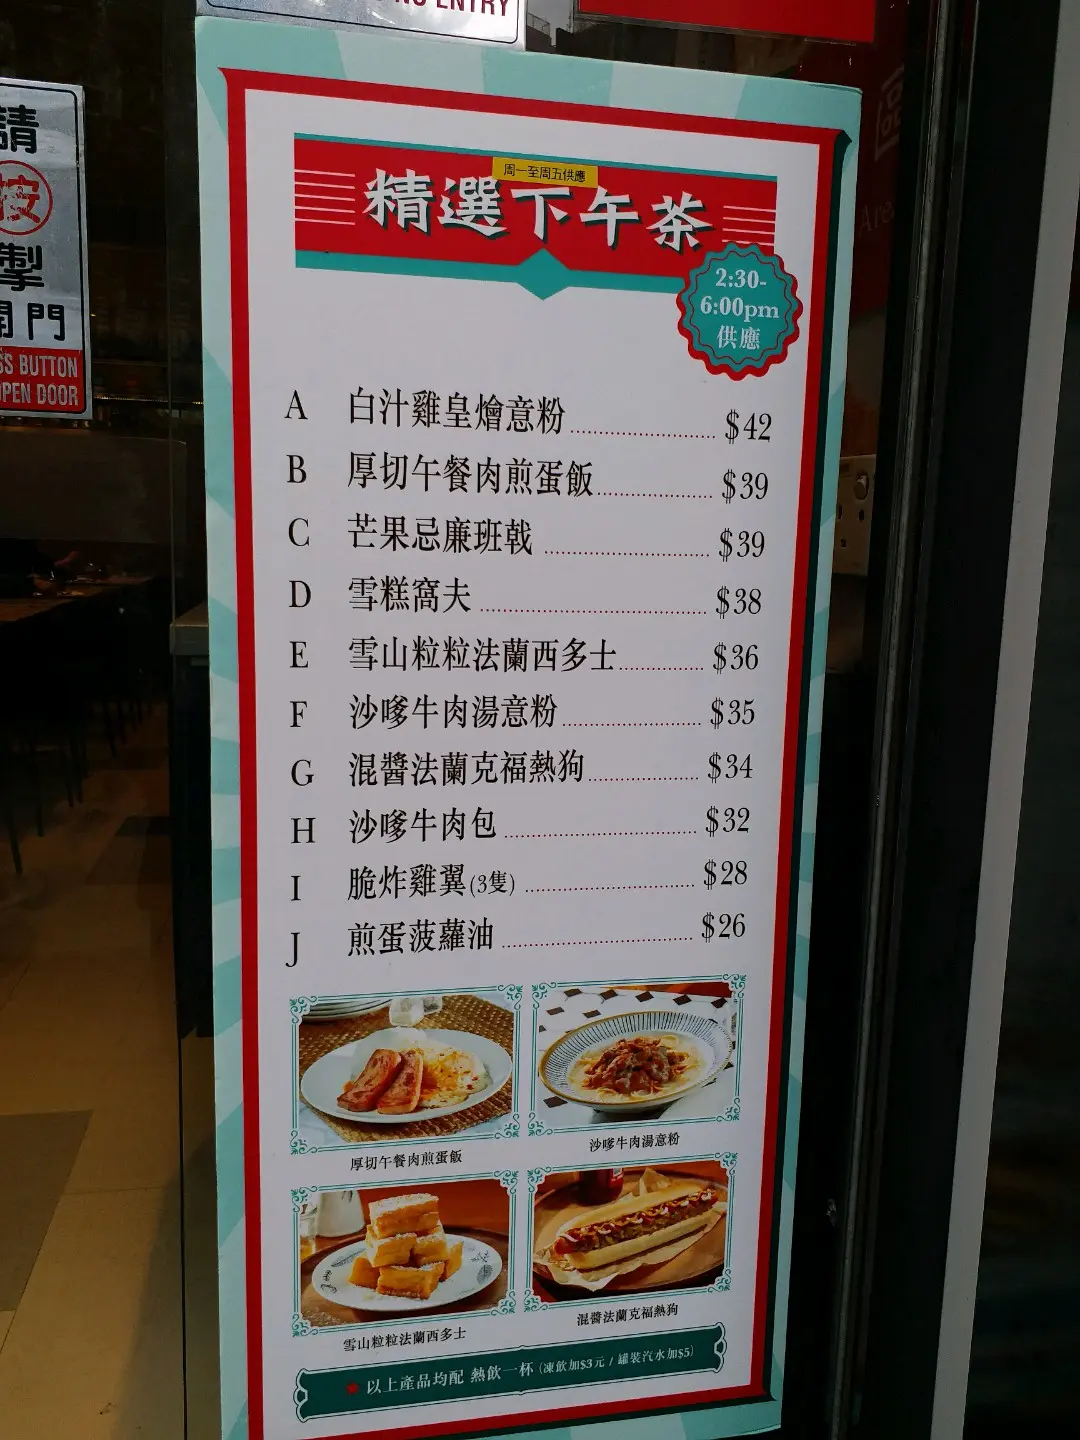 NO ENTRY
請
按
掣
開門
SS BUTTON
OPEN DOOR
周一至周五供應
精選下午茶
2:30-
6:00pm
供應
A 白汁雞皇燴意粉 $42
B 厚切午餐肉煎蛋飯 $39
C 芒果忌廉班戟 $39
D 雪糕窩夫 $38
E 雪山粒粒法蘭西多士 $36
F 沙嗲牛肉湯意粉 $35
G 混醬法蘭克福熱狗 $34
H 沙嗲牛肉包 $32
I 脆炸雞翼(3隻) $28
J 煎蛋菠蘿油 $26
厚切午餐肉煎蛋飯
沙嗲牛肉湯意粉
雪山粒粒法蘭西多士
混醬法蘭克福熱狗
★以上產品均配 熱飲一杯 (凍飲加$3元 / 罐裝汽水加$5)